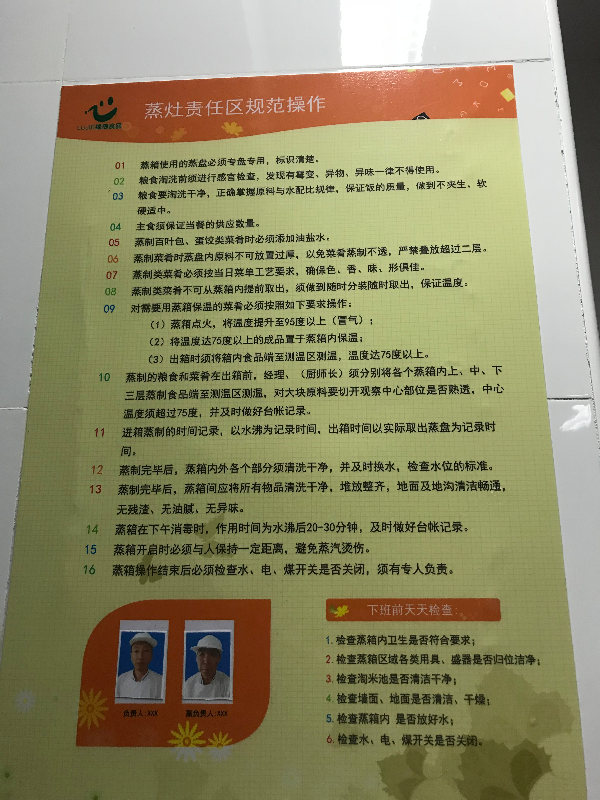 蒸灶责任区规范操作
01 蒸箱使用的蒸盘必须专盘专用，标识清楚。
02 粮食淘洗前须进行感官检查，发现有霉变、异物、异味一律不得使用。
03 粮食要淘洗干净，正确掌握原料与水配比规律，保证饭的质量，做到不夹生、软
硬适中。
04 主食须保证当餐的供应数量。
05 蒸制百叶包、蛋饺类菜肴时必须添加油盐水。
06 蒸制菜肴时蒸盘内原料不可放置过厚，以免菜肴蒸制不透，严禁叠放超过二层。
07 蒸制类菜肴必须按当日菜单工艺要求，确保色、香、味、形俱佳。
08 蒸制类菜肴不可从蒸箱内提前取出，须做到随时分装随时取出，保证温度；
09 对需要用蒸箱保温的菜肴必须按照如下要求操作：
（1）蒸箱点火，将温度提升至95度以上（冒气）；
（2）将温度达75度以上的成品置于蒸箱内保温；
（3）出箱时须将箱内食品端至测温区测温，温度达75度以上。
10 蒸制的粮食和菜肴在出箱前，经理、（厨师长）须分别将各个蒸箱内上、中、下
三层蒸制食品端至测温区测温，对大块原料要切开观察中心部位是否熟透，中心
温度须超过75度，并及时做好台帐记录。
11 进箱蒸制的时间记录，以水沸为记录时间，出箱时间以实际取出蒸盘为记录时
间。
12 蒸制完毕后，蒸箱内外各个部分须清洗干净，并及时换水，检查水位的标准。
13 蒸制完毕后，蒸箱间应将所有物品清洗干净，堆放整齐，地面及地沟清洁畅通，
无残渣、无油腻、无异味。
14 蒸箱在下午消毒时，作用时间为水沸后20-30分钟，及时做好台帐记录。
15 蒸箱开启时必须与人保持一定距离，避免蒸汽烫伤。
16 蒸箱操作结束后必须检查水、电、煤开关是否关闭，须有专人负责。
负责人:XXX 副负责人:XXX
下班前天天检查:
1. 检查蒸箱内卫生是否符合要求；
2. 检查蒸箱区域各类用具、盛器是否归位洁净；
3. 检查淘米池是否清洁干净；
4. 检查墙面、地面是否清洁、干燥；
5. 检查蒸箱内 是否放好水；
6. 检查水、电、煤开关是否关闭。